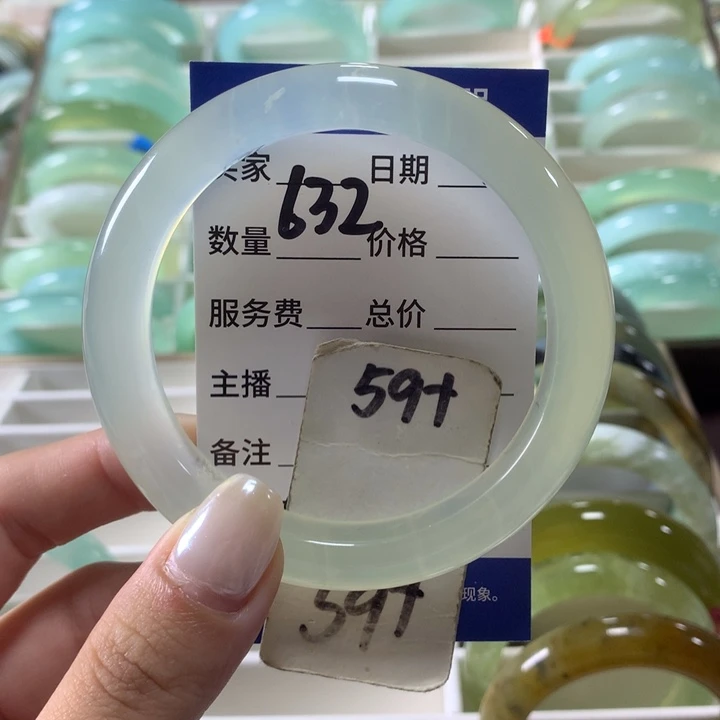 买家 日期
632
数量 价格
服务费 总价
主播
59+
备注
59+
现象。